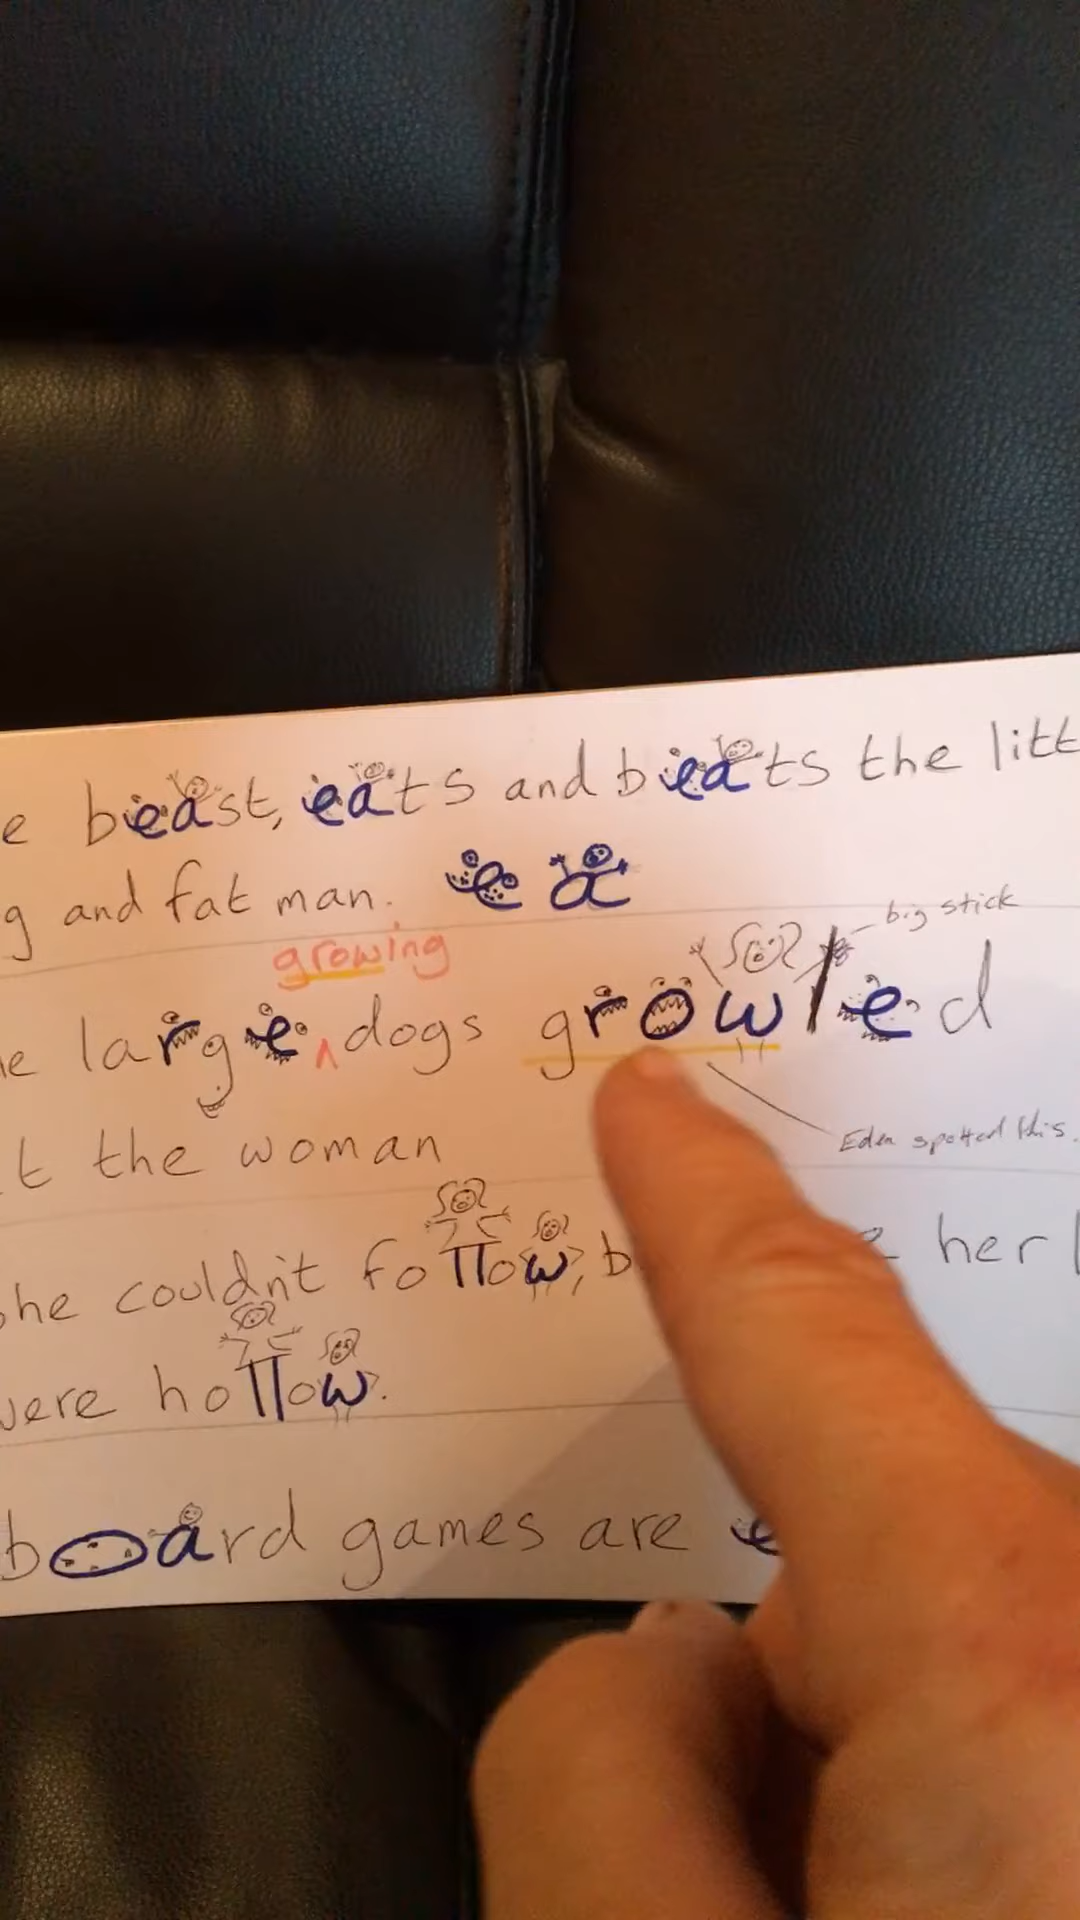 e beast, eats and beats the litt
g and fat man. e a
big stick
growing
e large ^ dogs growled
Eden spotted this.
t the woman
he couldn't follow, b e her
were hollow.
board games are e